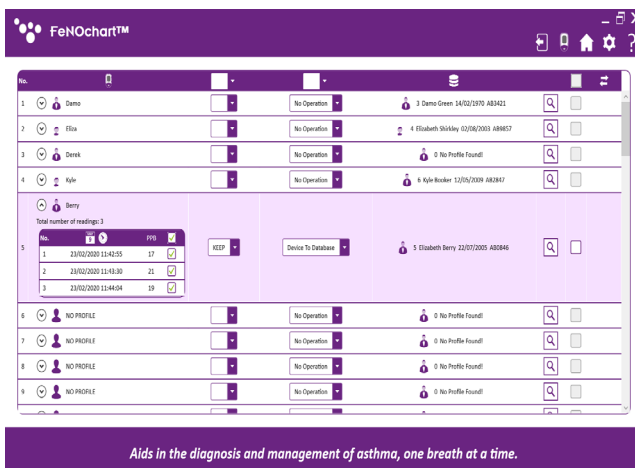 FeNOchart™
No.
1 Damo No Operation 3 Damo Green 14/02/1970 AB3421
2 Eliza No Operation 4 Elizabeth Shirkley 02/08/2003 AB9857
3 Derek No Operation 0 No Profile Found!
4 Kyle No Operation 6 Kyle Booker 12/05/2009 AB2847
Berry
Total number of readings: 3
No. PPB
1 23/02/2020 11:42:55 17
2 23/02/2020 11:43:30 21
3 23/02/2020 11:44:04 19
5 KEEP Device To Database 5 Elizabeth Berry 22/07/2005 AB0846
6 NO PROFILE No Operation 0 No Profile Found!
7 NO PROFILE No Operation 0 No Profile Found!
8 NO PROFILE No Operation 0 No Profile Found!
9 NO PROFILE No Operation 0 No Profile Found!
Aids in the diagnosis and management of asthma, one breath at a time.